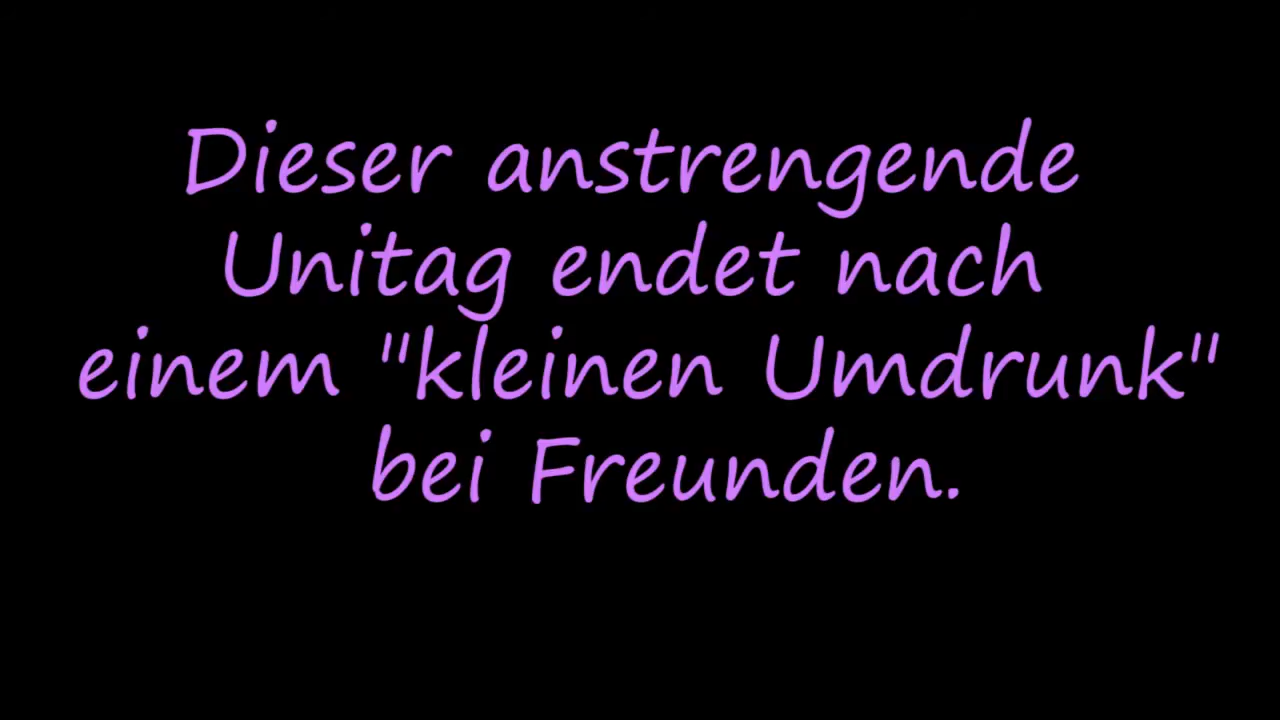 Dieser anstrengende
Unitag endet nach
einem "kleinen Umdrunk"
bei Freunden.